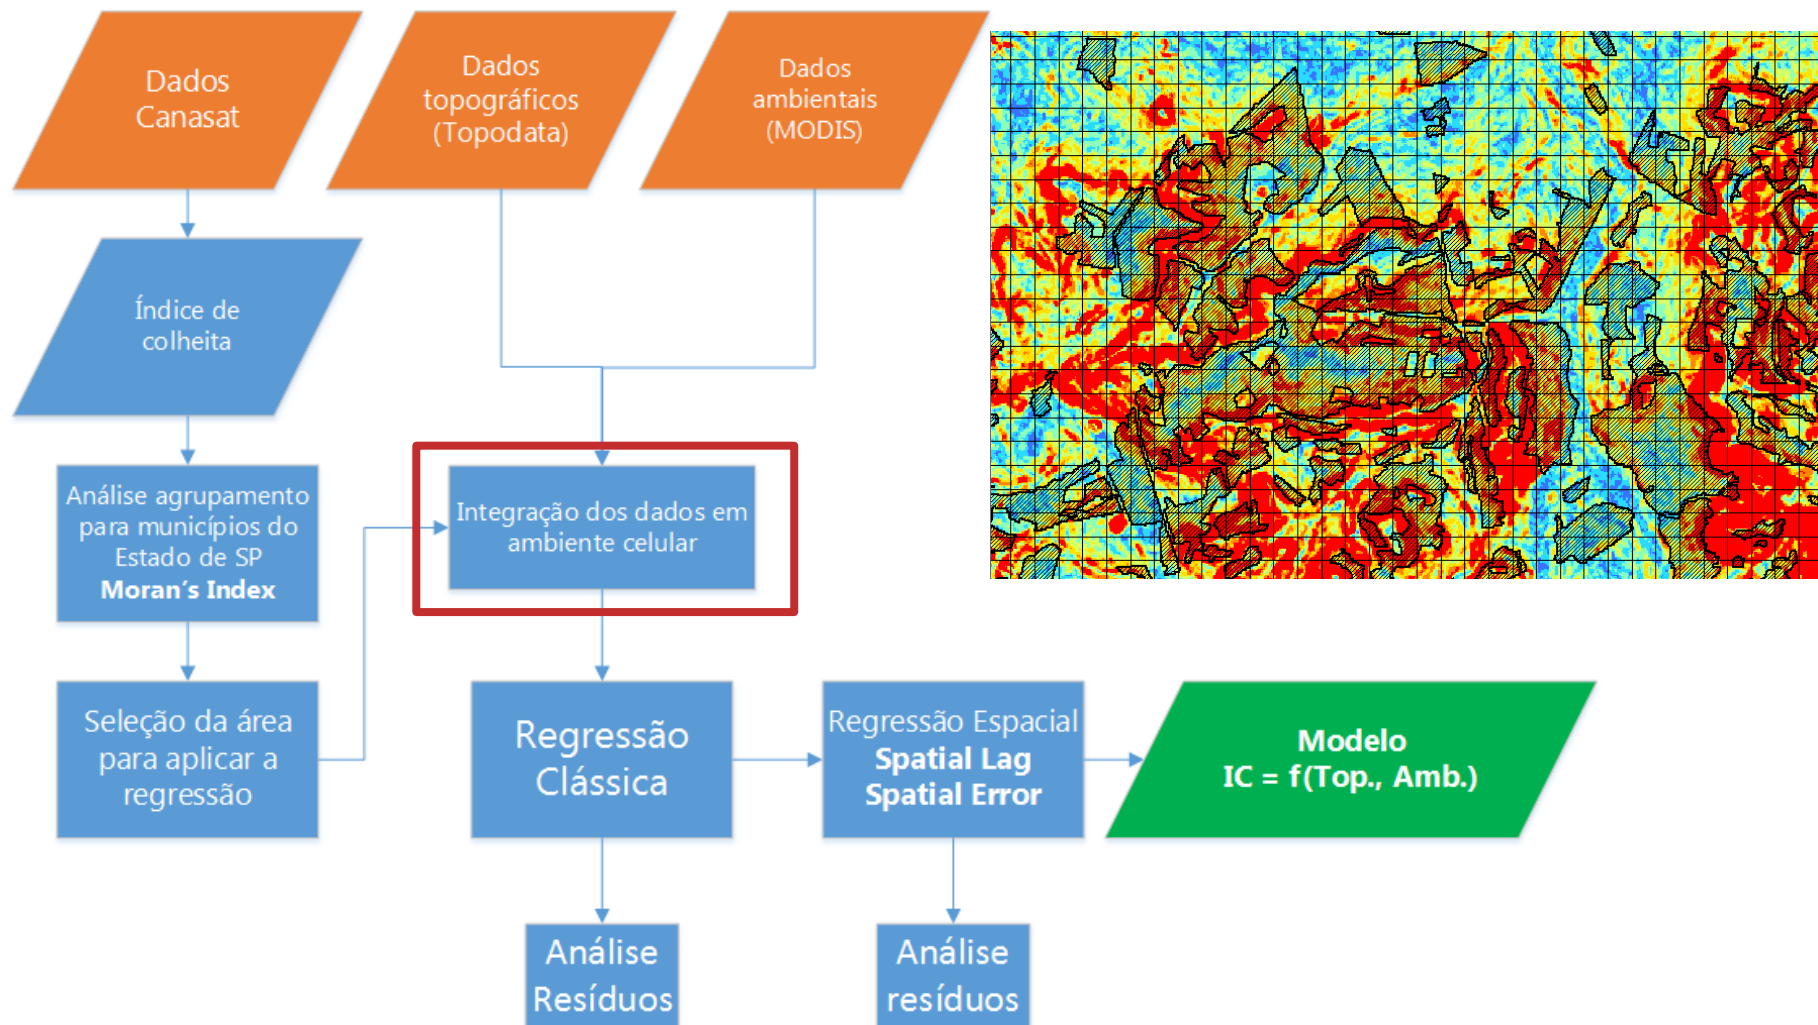 Dados
Canasat
Dados
topográficos
(Topodata)
Dados
ambientais
(MODIS)
Índice de
colheita
Análise agrupamento
para municípios do
Estado de SP
Moran's Index
Integração dos dados em
ambiente celular
Seleção da área
para aplicar a
regressão
Regressão
Clássica
Regressão Espacial
Spatial Lag
Spatial Error
Modelo
IC = f(Top., Amb.)
Análise
Resíduos
Análise
resíduos